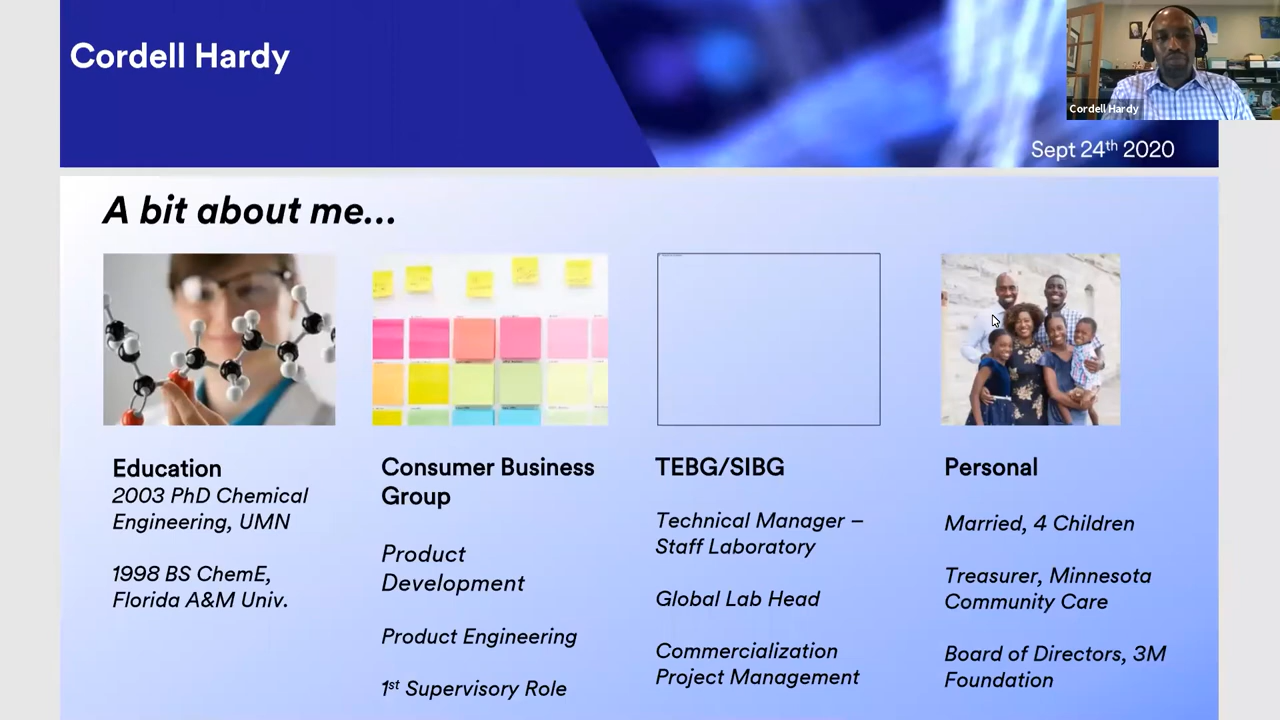 Cordell Hardy
Cordell Hardy
Sept 24th 2020
A bit about me...
Education
2003 PhD Chemical
Engineering, UMN
1998 BS ChemE,
Florida A&M Univ.
Consumer Business
Group
Product
Development
Product Engineering
1st Supervisory Role
TEBG/SIBG
Technical Manager –
Staff Laboratory
Global Lab Head
Commercialization
Project Management
Personal
Married, 4 Children
Treasurer, Minnesota
Community Care
Board of Directors, 3M
Foundation